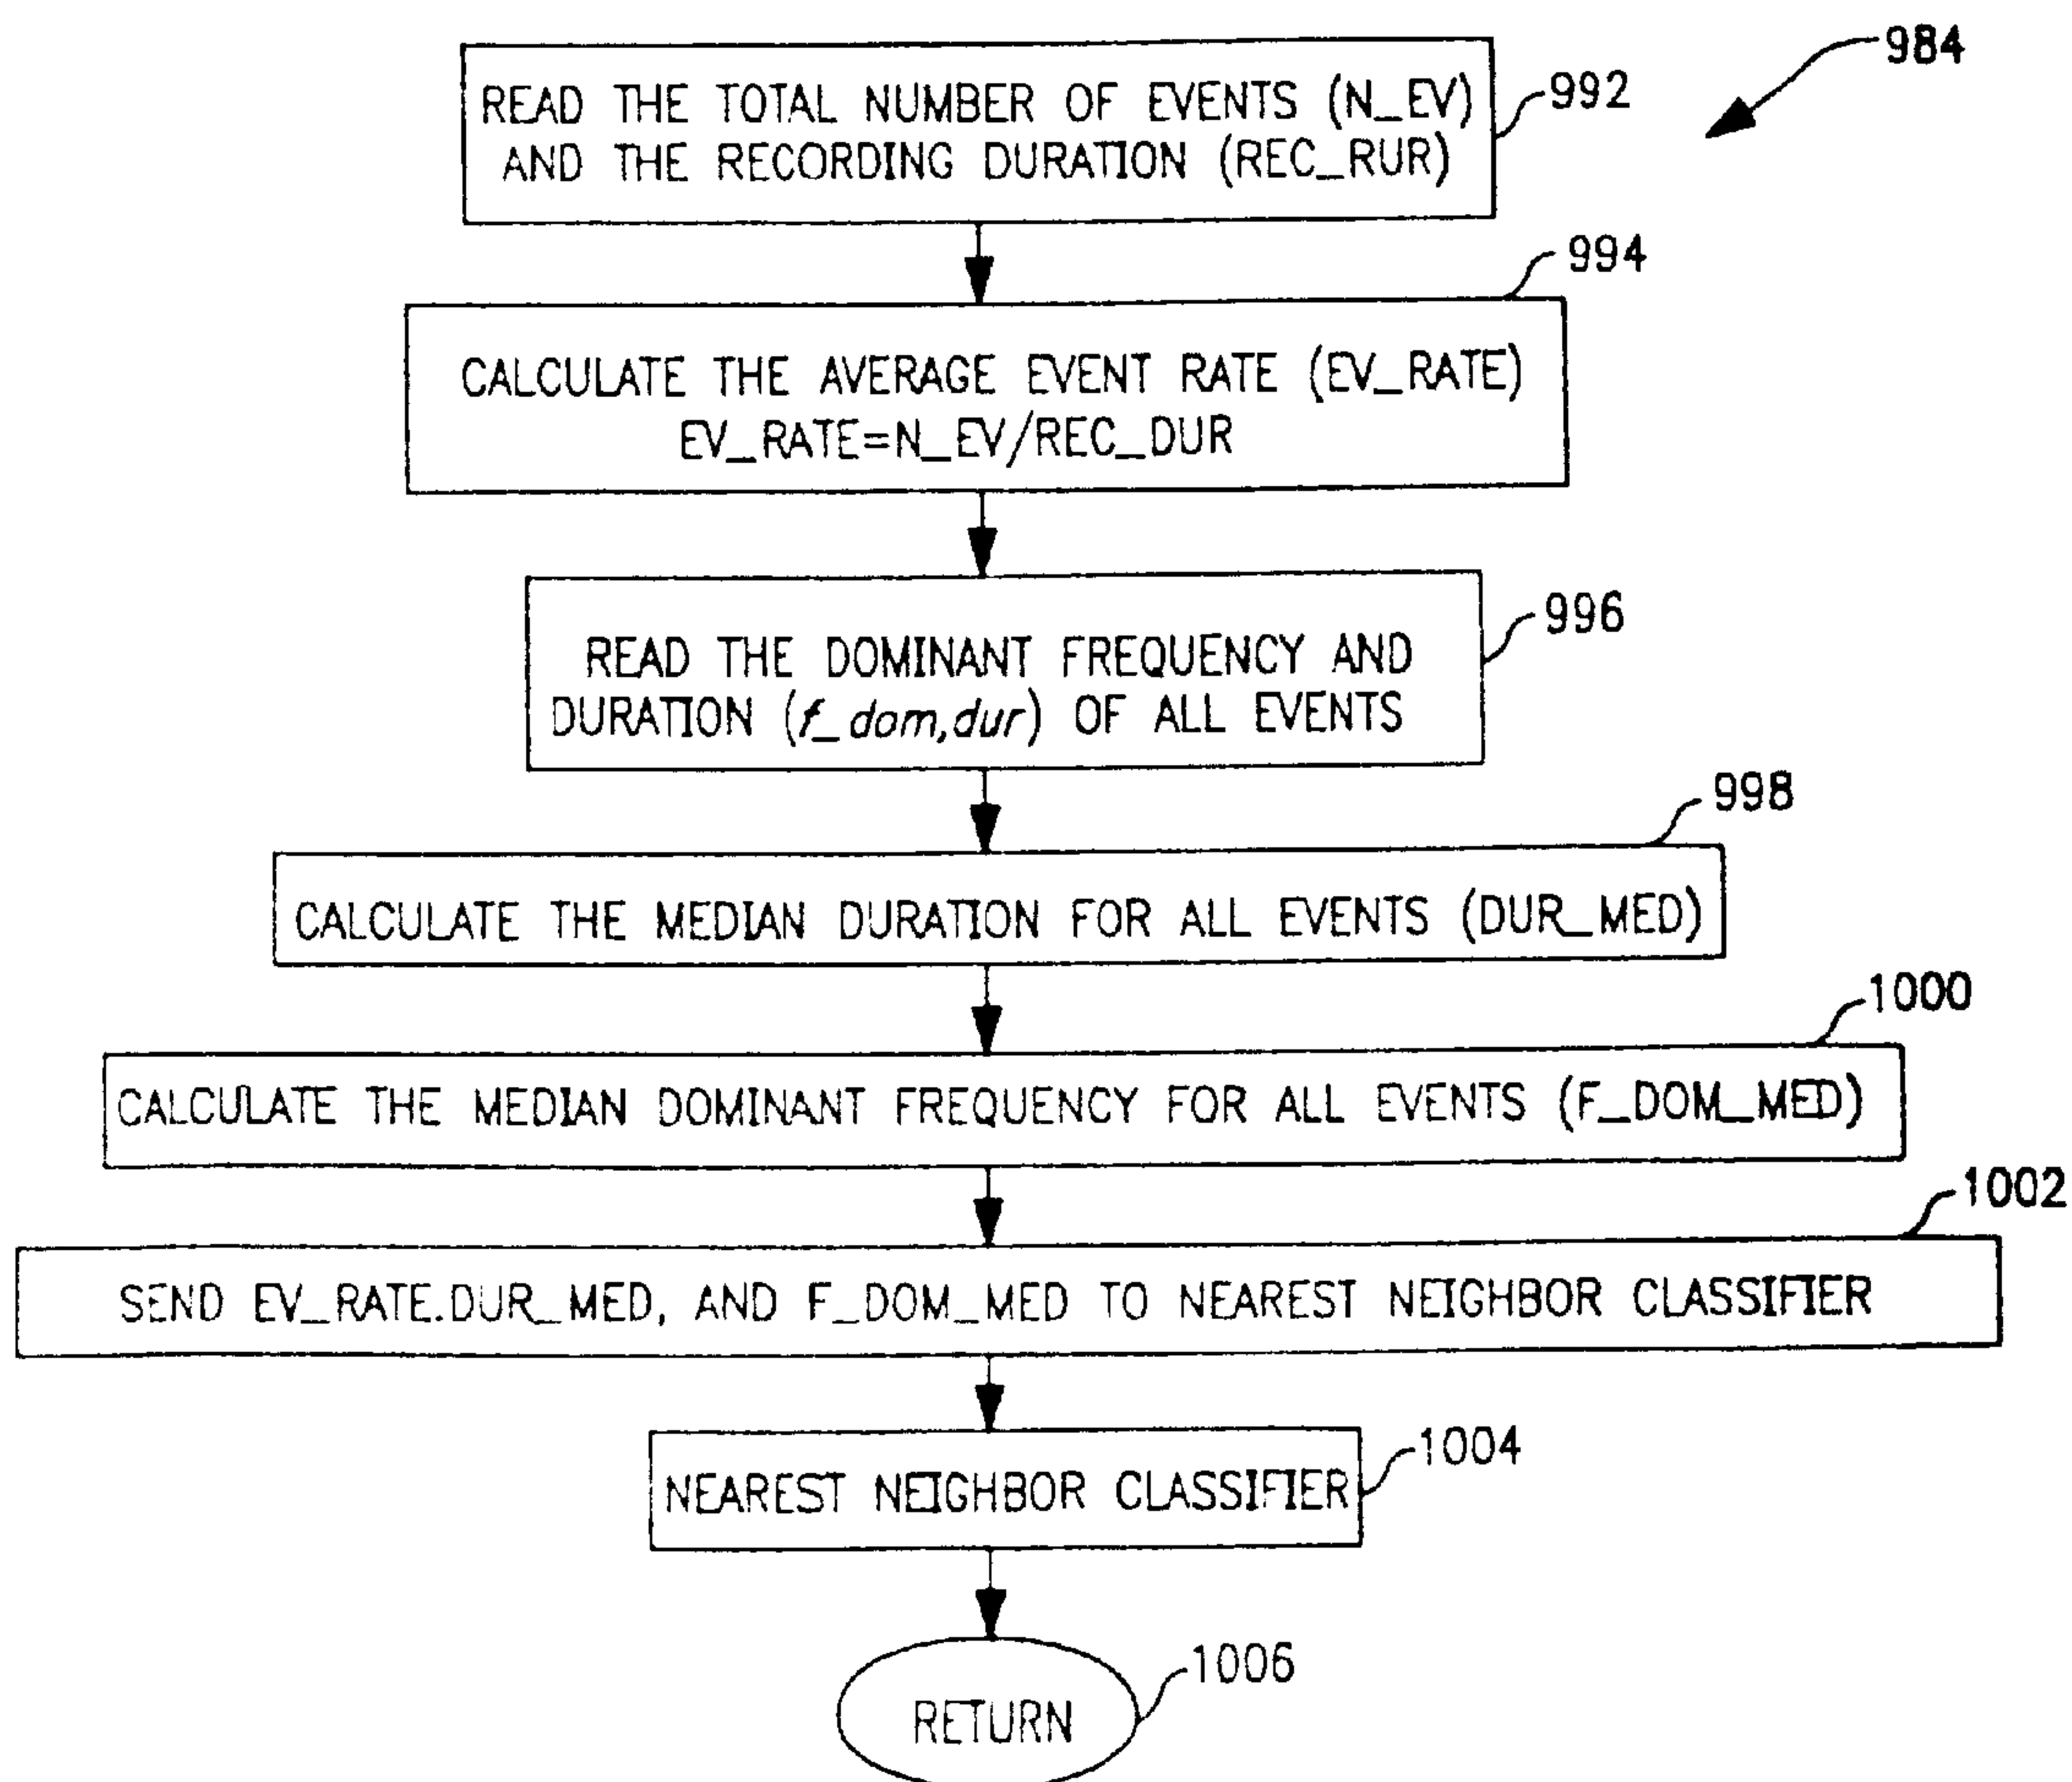 984
READ THE TOTAL NUMBER OF EVENTS (N_EV)
AND THE RECORDING DURATION (REC_RUR)
992
994
CALCULATE THE AVERAGE EVENT RATE (EV_RATE)
EV_RATE=N_EV/REC_DUR
996
READ THE DOMINANT FREQUENCY AND
DURATION (f_dom,dur) OF ALL EVENTS
998
CALCULATE THE MEDIAN DURATION FOR ALL EVENTS (DUR_MED)
1000
CALCULATE THE MEDIAN DOMINANT FREQUENCY FOR ALL EVENTS (F_DOM_MED)
1002
SEND EV_RATE.DUR_MED, AND F_DOM_MED TO NEAREST NEIGHBOR CLASSIFIER
1004
NEAREST NEIGHBOR CLASSIFIER
1006
RETURN